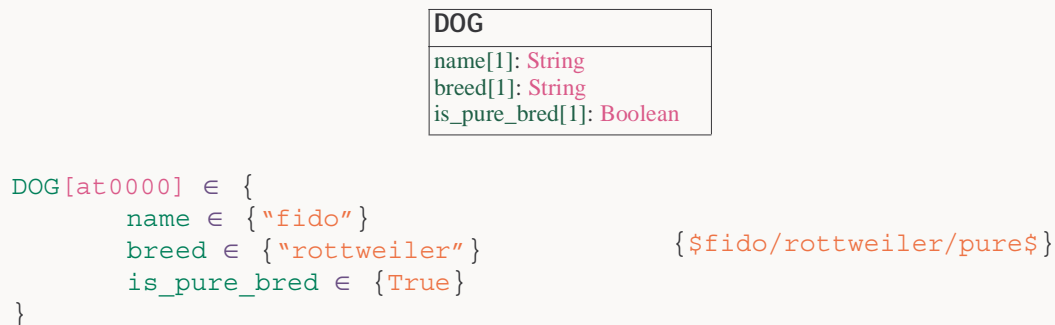 DOG
name[1]: String
breed[1]: String
is_pure_bred[1]: Boolean
DOG[at0000] ∈ {
name ∈ {“fido”}
breed ∈ {“rottweiler”}
is_pure_bred ∈ {True}
}
{$fido/rottweiler/pure$}